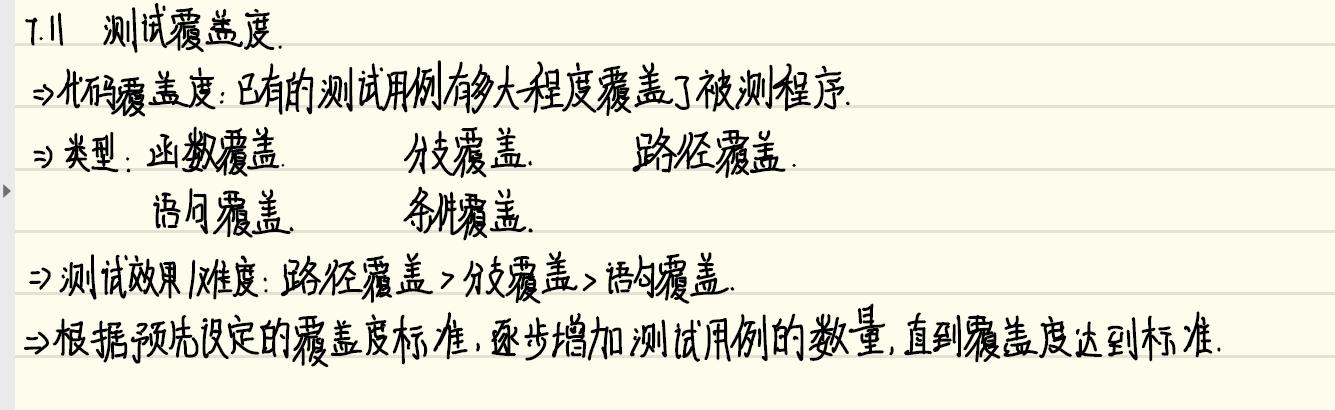 7.11 测试覆盖度.
⇒代码覆盖度:已有的测试用例有多大程度覆盖了被测程序.
⇒类型:函数覆盖. 分支覆盖. 路径覆盖.
语句覆盖. 条件覆盖.
⇒测试效果/难度:路径覆盖>分支覆盖>语句覆盖.
⇒根据预先设定的覆盖度标准,逐步增加测试用例的数量,直到覆盖度达到标准.